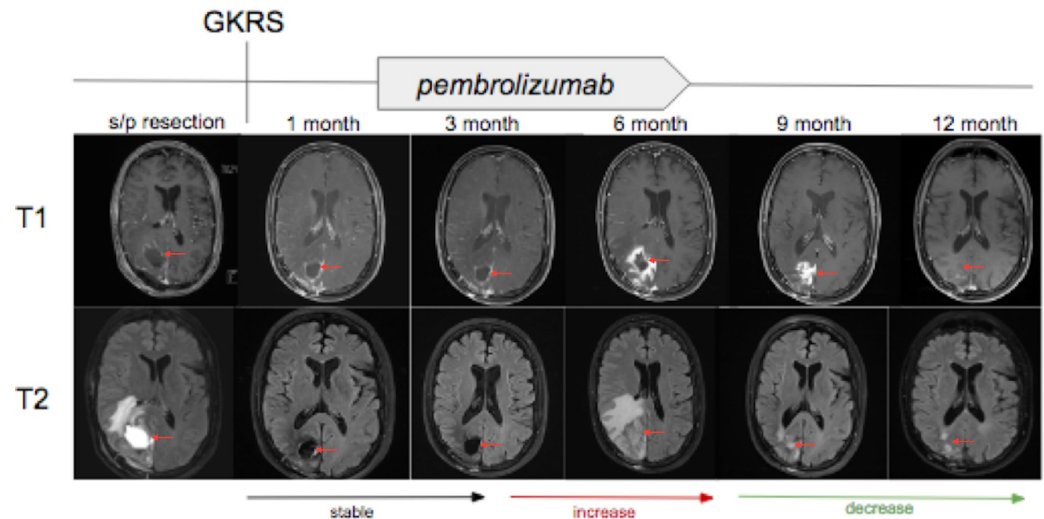 GKRS
pembrolizumab
s/p resection 1 month 3 month 6 month 9 month 12 month
T1
T2
stable increase decrease